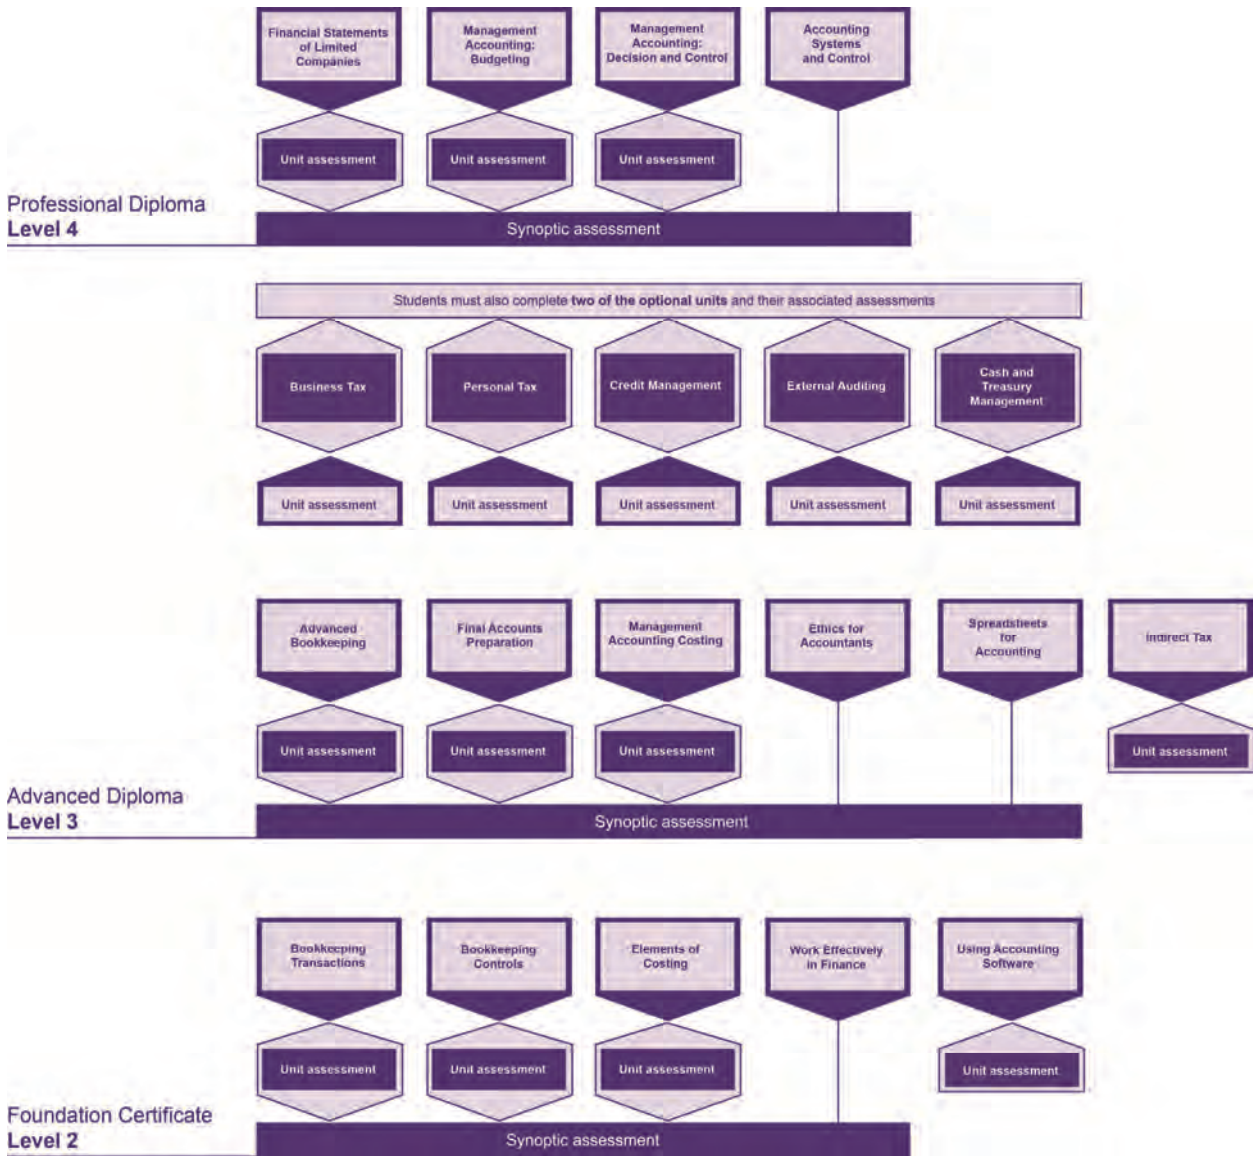 Financial Statements
of Limited
Companies
Management
Accounting:
Budgeting
Management
Accounting:
Decision and Control
Accounting
Systems
and Control
Unit assessment
Unit assessment
Unit assessment
Professional Diploma
Level 4
Synoptic assessment
Students must also complete two of the optional units and their associated assessments
Business Tax
Personal Tax
Credit Management
External Auditing
Cash and
Treasury
Management
Unit assessment
Unit assessment
Unit assessment
Unit assessment
Unit assessment
Advanced
Bookkeeping
Final Accounts
Preparation
Management
Accounting Costing
Ethics for
Accountants
Spreadsheets
for
Accounting
Indirect Tax
Unit assessment
Unit assessment
Unit assessment
Unit assessment
Advanced Diploma
Level 3
Synoptic assessment
Bookkeeping
Transactions
Bookkeeping
Controls
Elements of
Costing
Work Effectively
in Finance
Using Accounting
Software
Unit assessment
Unit assessment
Unit assessment
Unit assessment
Foundation Certificate
Level 2
Synoptic assessment